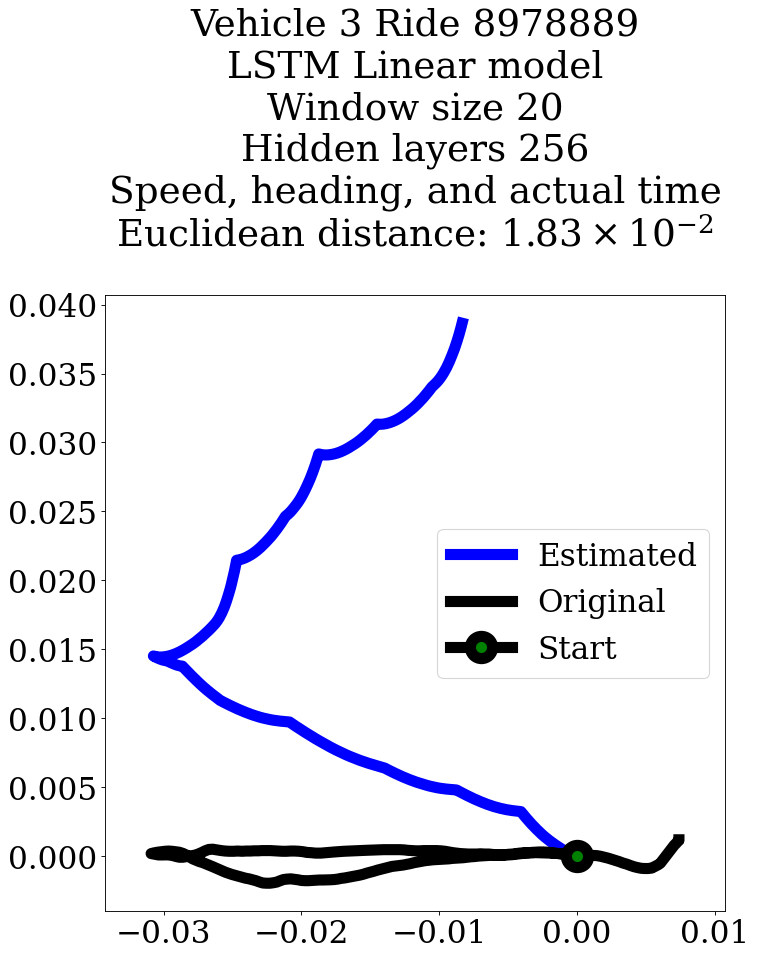 Vehicle 3 Ride 8978889
LSTM Linear model
Window size 20
Hidden layers 256
Speed, heading, and actual time
Euclidean distance: 1.83 × 10⁻²
0.040
0.035
0.030
0.025
0.020
0.015
0.010
0.005
0.000
Estimated
Original
Start
−0.03 −0.02 −0.01 0.00 0.01